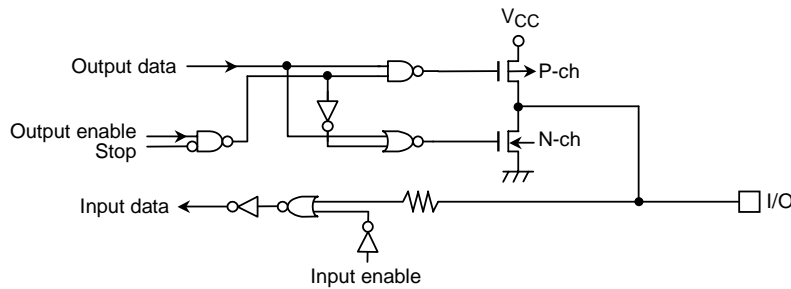 VCC
Output data
P-ch
Output enable
Stop
N-ch
Input data
I/O
Input enable